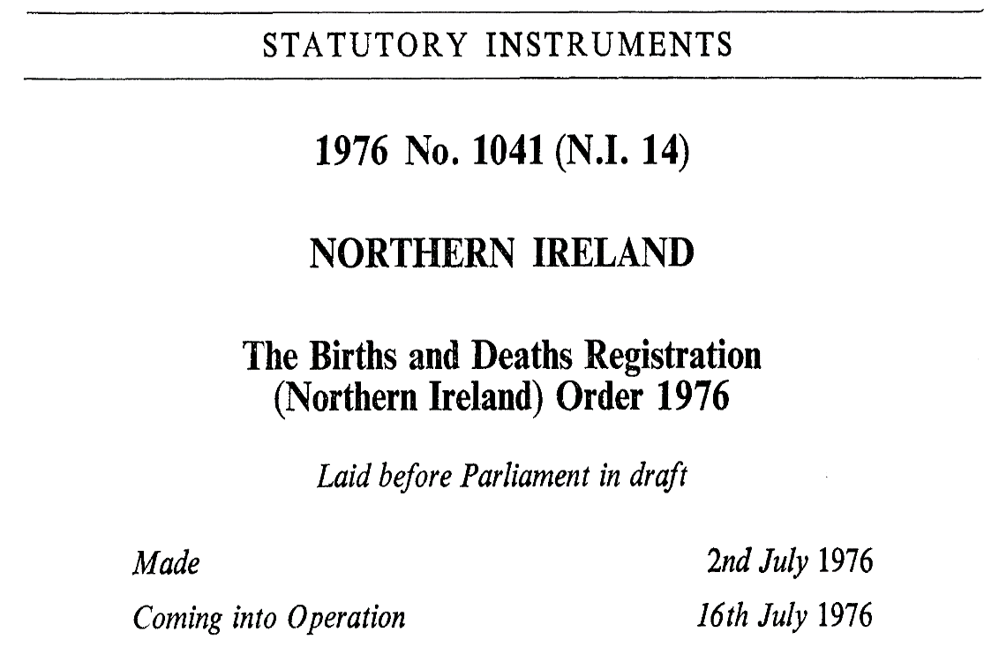 STATUTORY INSTRUMENTS
1976 No. 1041 (N.I. 14)
NORTHERN IRELAND
The Births and Deaths Registration
(Northern Ireland) Order 1976
Laid before Parliament in draft
Made 2nd July 1976
Coming into Operation 16th July 1976